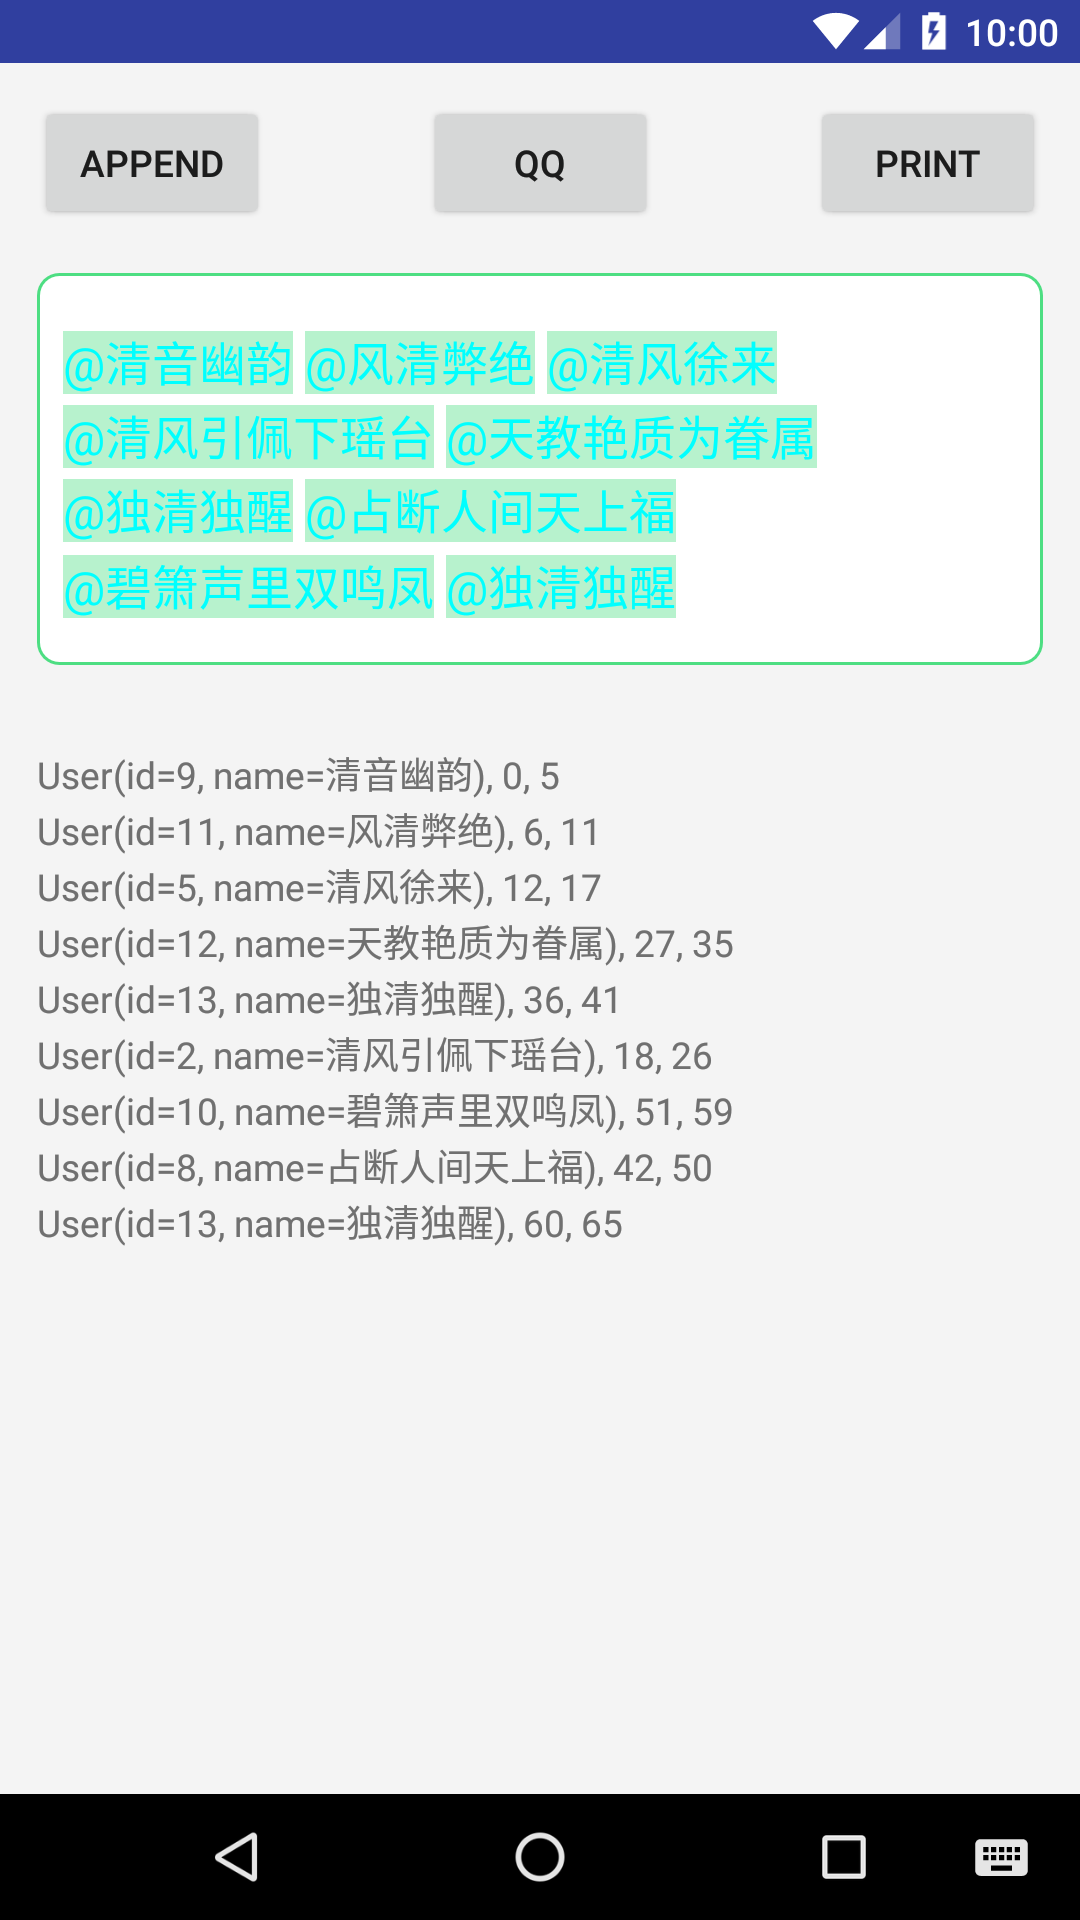 10:00
APPEND QQ PRINT
@清音幽韵 @风清弊绝 @清风徐来
@清风引佩下瑶台 @天教艳质为眷属
@独清独醒 @占断人间天上福
@碧箫声里双鸣凤 @独清独醒
User(id=9, name=清音幽韵), 0, 5
User(id=11, name=风清弊绝), 6, 11
User(id=5, name=清风徐来), 12, 17
User(id=12, name=天教艳质为眷属), 27, 35
User(id=13, name=独清独醒), 36, 41
User(id=2, name=清风引佩下瑶台), 18, 26
User(id=10, name=碧箫声里双鸣凤), 51, 59
User(id=8, name=占断人间天上福), 42, 50
User(id=13, name=独清独醒), 60, 65